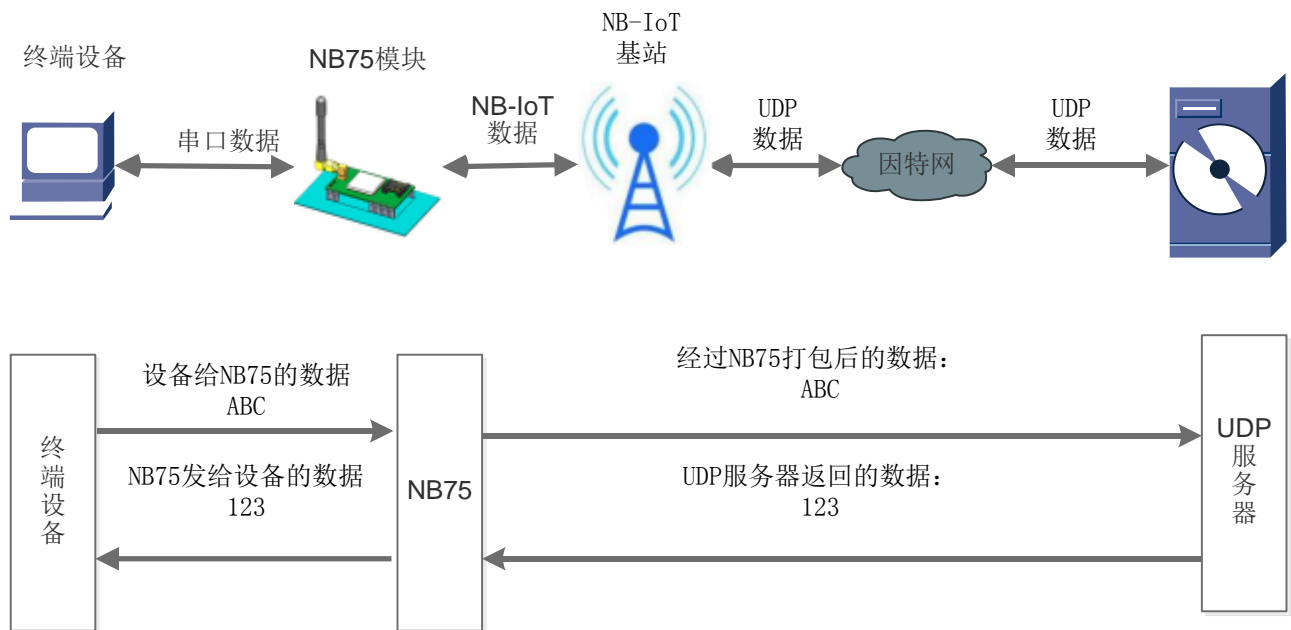 终端设备
NB75模块
NB-IoT
基站
串口数据
NB-IoT
数据
UDP
数据
因特网
UDP
数据
设备给NB75的数据
ABC
经过NB75打包后的数据：
ABC
终端设备
NB75发给设备的数据
123
NB75
UDP服务器返回的数据：
123
UDP
服务器